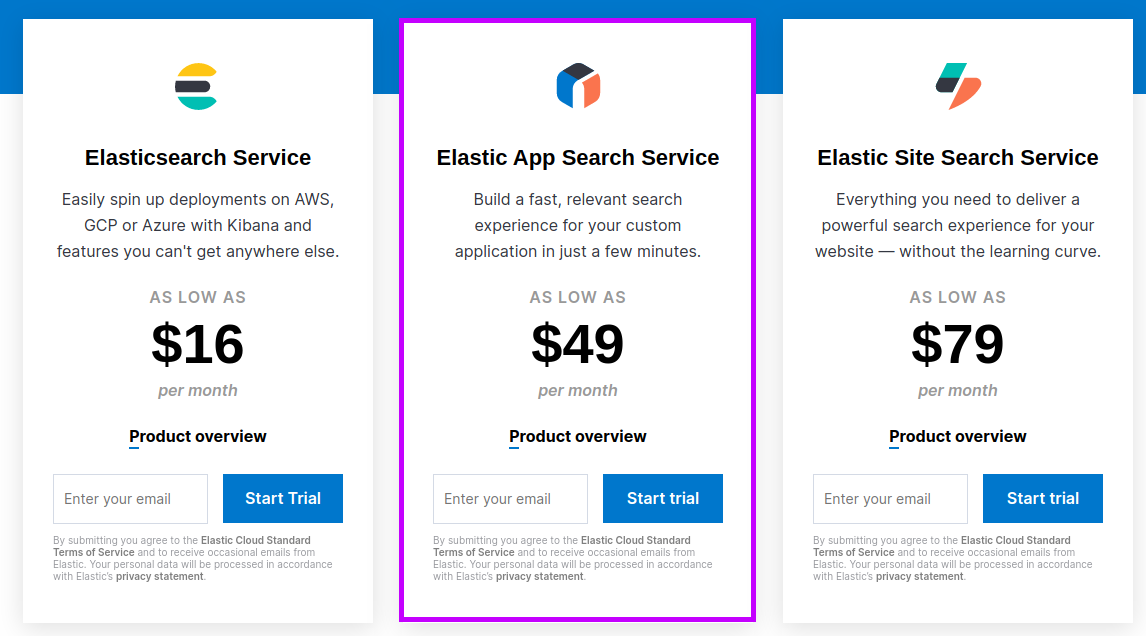 Elasticsearch Service
Easily spin up deployments on AWS,
GCP or Azure with Kibana and
features you can't get anywhere else.
AS LOW AS
$16
per month
Product overview
Enter your email
Start Trial
By submitting you agree to the Elastic Cloud Standard
Terms of Service and to receive occasional emails from
Elastic. Your personal data will be processed in accordance
with Elastic's privacy statement.
Elastic App Search Service
Build a fast, relevant search
experience for your custom
application in just a few minutes.
AS LOW AS
$49
per month
Product overview
Enter your email
Start trial
By submitting you agree to the Elastic Cloud Standard
Terms of Service and to receive occasional emails from
Elastic. Your personal data will be processed in accordance
with Elastic's privacy statement.
Elastic Site Search Service
Everything you need to deliver a
powerful search experience for your
website — without the learning curve.
AS LOW AS
$79
per month
Product overview
Enter your email
Start trial
By submitting you agree to the Elastic Cloud Standard
Terms of Service and to receive occasional emails from
Elastic. Your personal data will be processed in accordance
with Elastic's privacy statement.